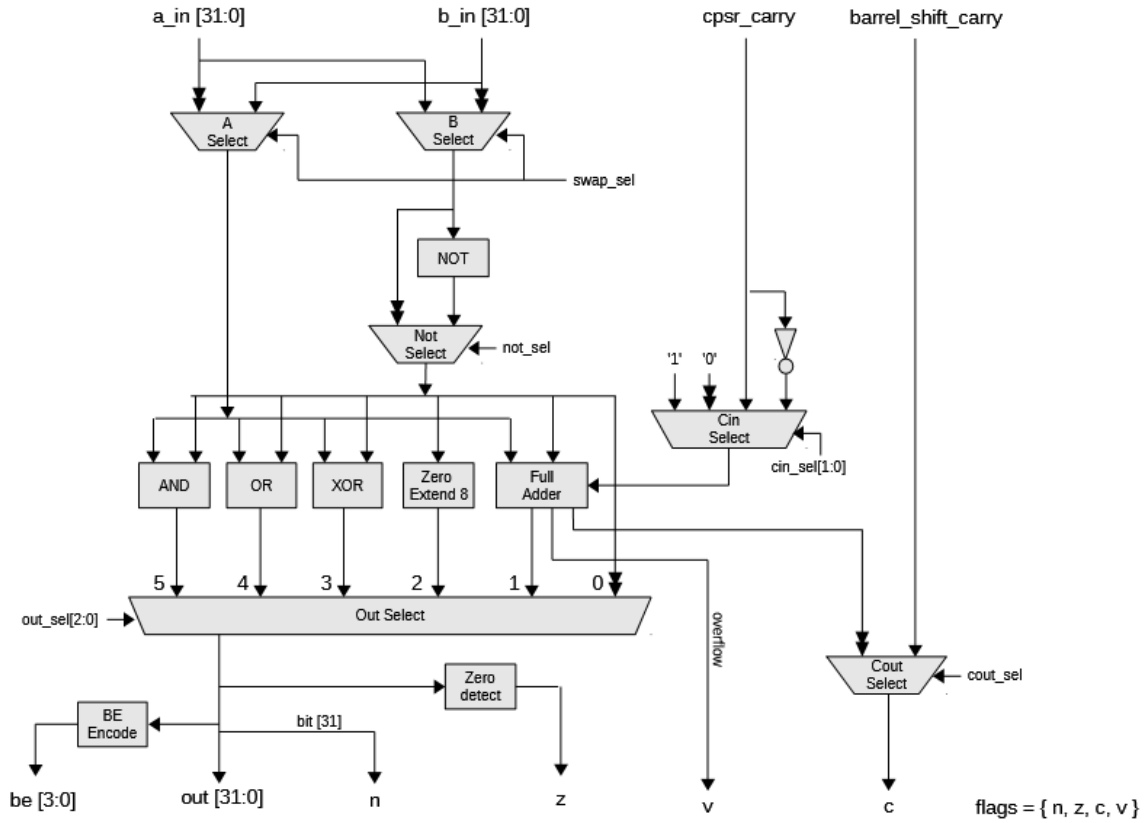 a_in [31:0]
b_in [31:0]
cpsr_carry
barrel_shift_carry
A
Select
B
Select
swap_sel
NOT
Not
Select
not_sel
'1'
'0'
Cin
Select
cin_sel[1:0]
AND
OR
XOR
Zero
Extend 8
Full
Adder
5
4
3
2
1
0
out_sel[2:0]
Out Select
overflow
Cout
Select
cout_sel
Zero
detect
BE
Encode
bit [31]
be [3:0]
out [31:0]
n
z
v
c
flags = { n, z, c, v }